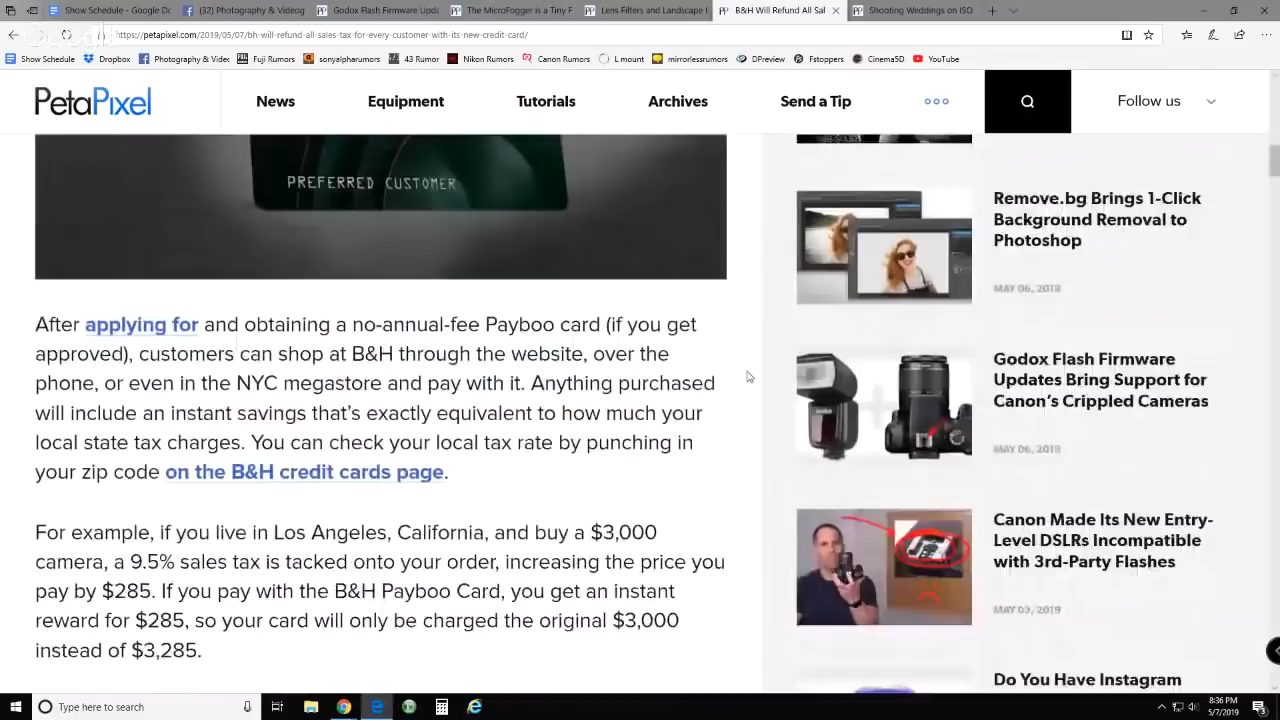 Show Schedule - Google Do
(32) Photography & Videog
Godox Flash Firmware Upda
The MicroFogger is a Tiny F
Lens Filters and Landscape
B&H Will Refund All Sal
Shooting Weddings on ISO
https://petapixel.com/2019/05/07/bh-will-refund-all-sales-tax-for-every-customer-with-its-new-credit-card/
Show Schedule
Dropbox
Photography & Video
Fuji Rumors
sonyalpharumors
43 Rumor
Nikon Rumors
Canon Rumors
L mount
mirrorlessrumors
DPreview
Fstoppers
Cinema5D
YouTube
PetaPixel
News
Equipment
Tutorials
Archives
Send a Tip
Follow us
PREFERRED CUSTOMER
After applying for and obtaining a no-annual-fee Payboo card (if you get
approved), customers can shop at B&H through the website, over the
phone, or even in the NYC megastore and pay with it. Anything purchased
will include an instant savings that's exactly equivalent to how much your
local state tax charges. You can check your local tax rate by punching in
your zip code on the B&H credit cards page.
For example, if you live in Los Angeles, California, and buy a $3,000
camera, a 9.5% sales tax is tacked onto your order, increasing the price you
pay by $285. If you pay with the B&H Payboo Card, you get an instant
reward for $285, so your card will only be charged the original $3,000
instead of $3,285.
Remove.bg Brings 1-Click
Background Removal to
Photoshop
MAY 06, 2019
Godox Flash Firmware
Updates Bring Support for
Canon's Crippled Cameras
MAY 06, 2019
Canon Made Its New Entry-
Level DSLRs Incompatible
with 3rd-Party Flashes
MAY 03, 2019
Do You Have Instagram
Type here to search
8:36 PM
5/7/2019